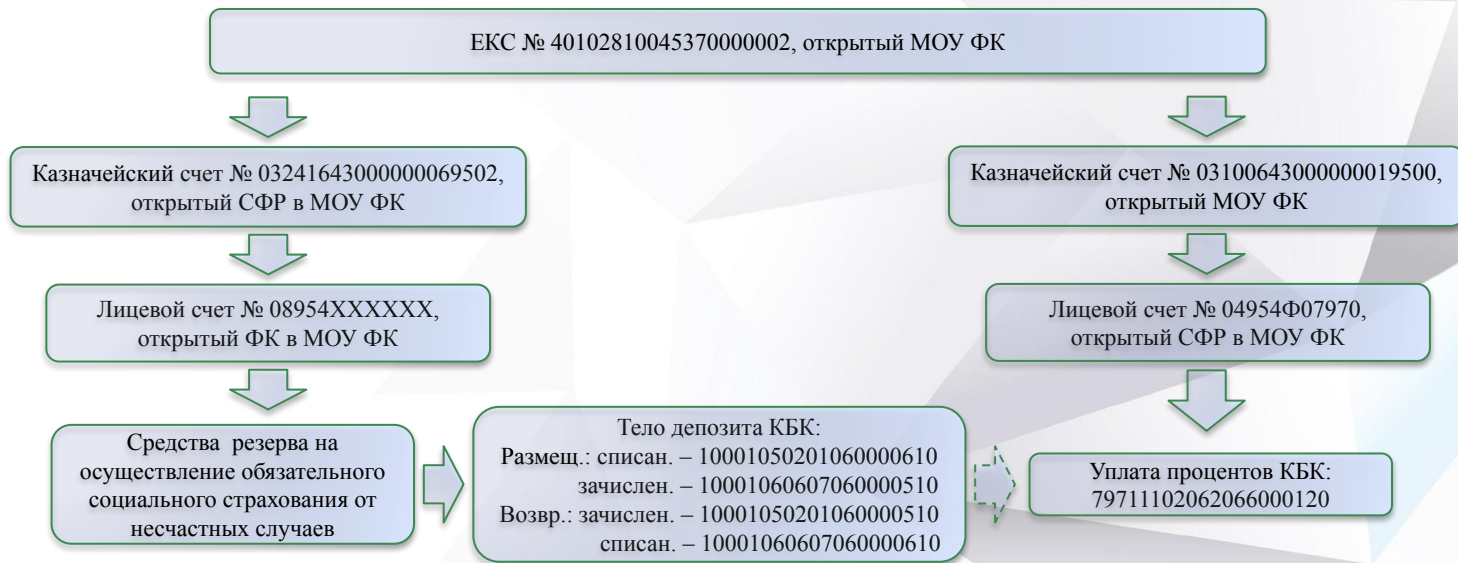 ЕКС № 40102810045370000002, открытый МОУ ФК
Казначейский счет № 03241643000000069502,
открытый СФР в МОУ ФК
Казначейский счет № 03100643000000019500,
открытый МОУ ФК
Лицевой счет № 08954XXXXXX,
открытый ФК в МОУ ФК
Лицевой счет № 04954Ф07970,
открытый СФР в МОУ ФК
Средства резерва на
осуществление обязательного
социального страхования от
несчастных случаев
Тело депозита КБК:
Размещ.: списан. – 10001050201060000610
зачислен. – 10001060607060000510
Возвр.: зачислен. – 10001050201060000510
списан. – 10001060607060000610
Уплата процентов КБК:
79711102062066000120